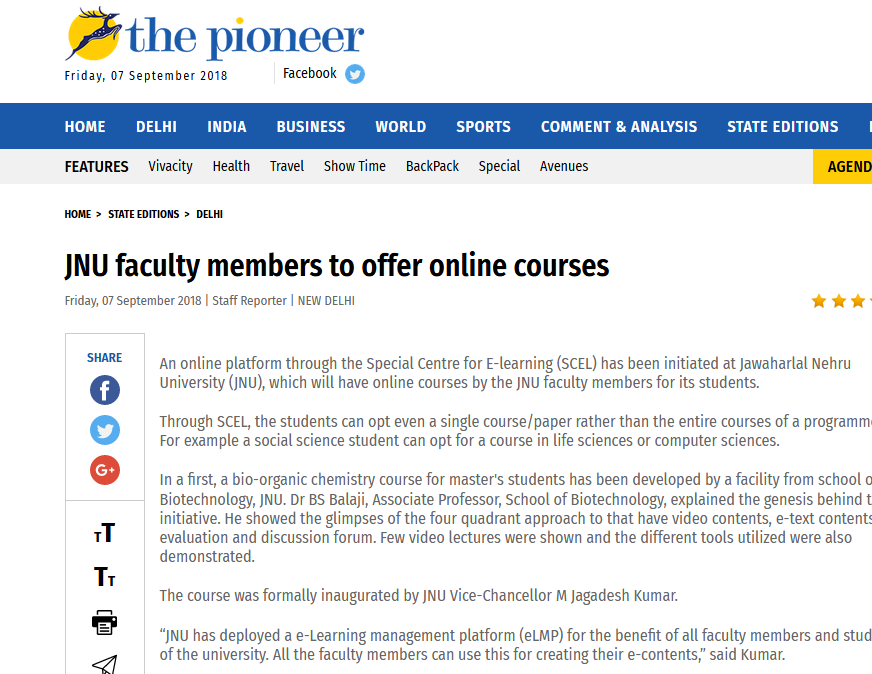 the pioneer
Friday, 07 September 2018
Facebook
HOME DELHI INDIA BUSINESS WORLD SPORTS COMMENT & ANALYSIS STATE EDITIONS
FEATURES Vivacity Health Travel Show Time BackPack Special Avenues AGEND
HOME > STATE EDITIONS > DELHI
JNU faculty members to offer online courses
Friday, 07 September 2018 | Staff Reporter | NEW DELHI
SHARE
f
G+
An online platform through the Special Centre for E-learning (SCEL) has been initiated at Jawaharlal Nehru
University (JNU), which will have online courses by the JNU faculty members for its students.
Through SCEL, the students can opt even a single course/paper rather than the entire courses of a programm
For example a social science student can opt for a course in life sciences or computer sciences.
In a first, a bio-organic chemistry course for master's students has been developed by a facility from school o
Biotechnology, JNU. Dr BS Balaji, Associate Professor, School of Biotechnology, explained the genesis behind t
initiative. He showed the glimpses of the four quadrant approach to that have video contents, e-text contents
evaluation and discussion forum. Few video lectures were shown and the different tools utilized were also
demonstrated.
The course was formally inaugurated by JNU Vice-Chancellor M Jagadesh Kumar.
“JNU has deployed a e-Learning management platform (eLMP) for the benefit of all faculty members and stud
of the university. All the faculty members can use this for creating their e-contents,” said Kumar.
TT
TT